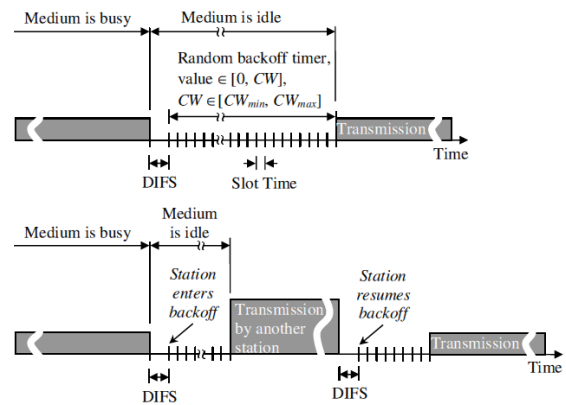 Medium is busy
Medium is idle
Random backoff timer,
value ∈ [0, CW],
CW ∈ [CWmin, CWmax]
Transmission
Time
DIFS
Slot Time
Medium
is idle
Medium is busy
Station
enters
backoff
Transmission
by another
station
Station
resumes
backoff
Transmission
Time
DIFS
DIFS